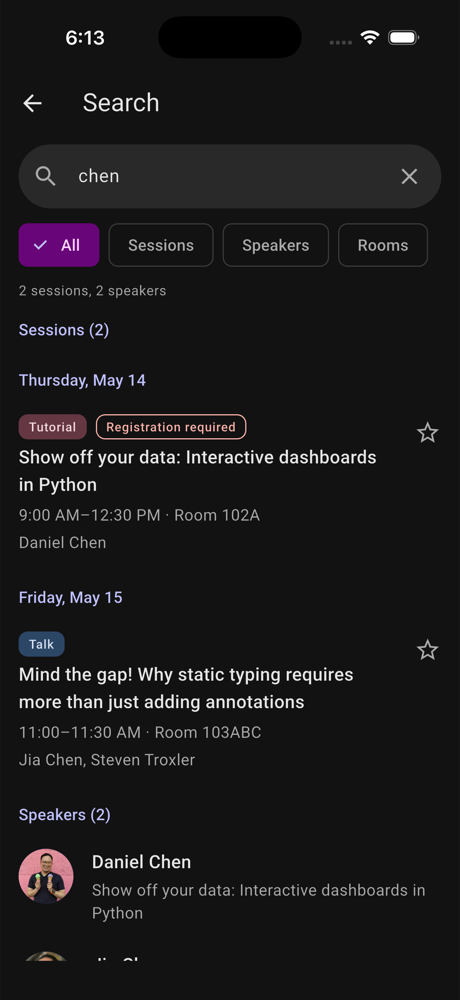 6:13
Search
chen
All
Sessions
Speakers
Rooms
2 sessions, 2 speakers
Sessions (2)
Thursday, May 14
Tutorial
Registration required
Show off your data: Interactive dashboards
in Python
9:00 AM–12:30 PM · Room 102A
Daniel Chen
Friday, May 15
Talk
Mind the gap! Why static typing requires
more than just adding annotations
11:00–11:30 AM · Room 103ABC
Jia Chen, Steven Troxler
Speakers (2)
Daniel Chen
Show off your data: Interactive dashboards in
Python